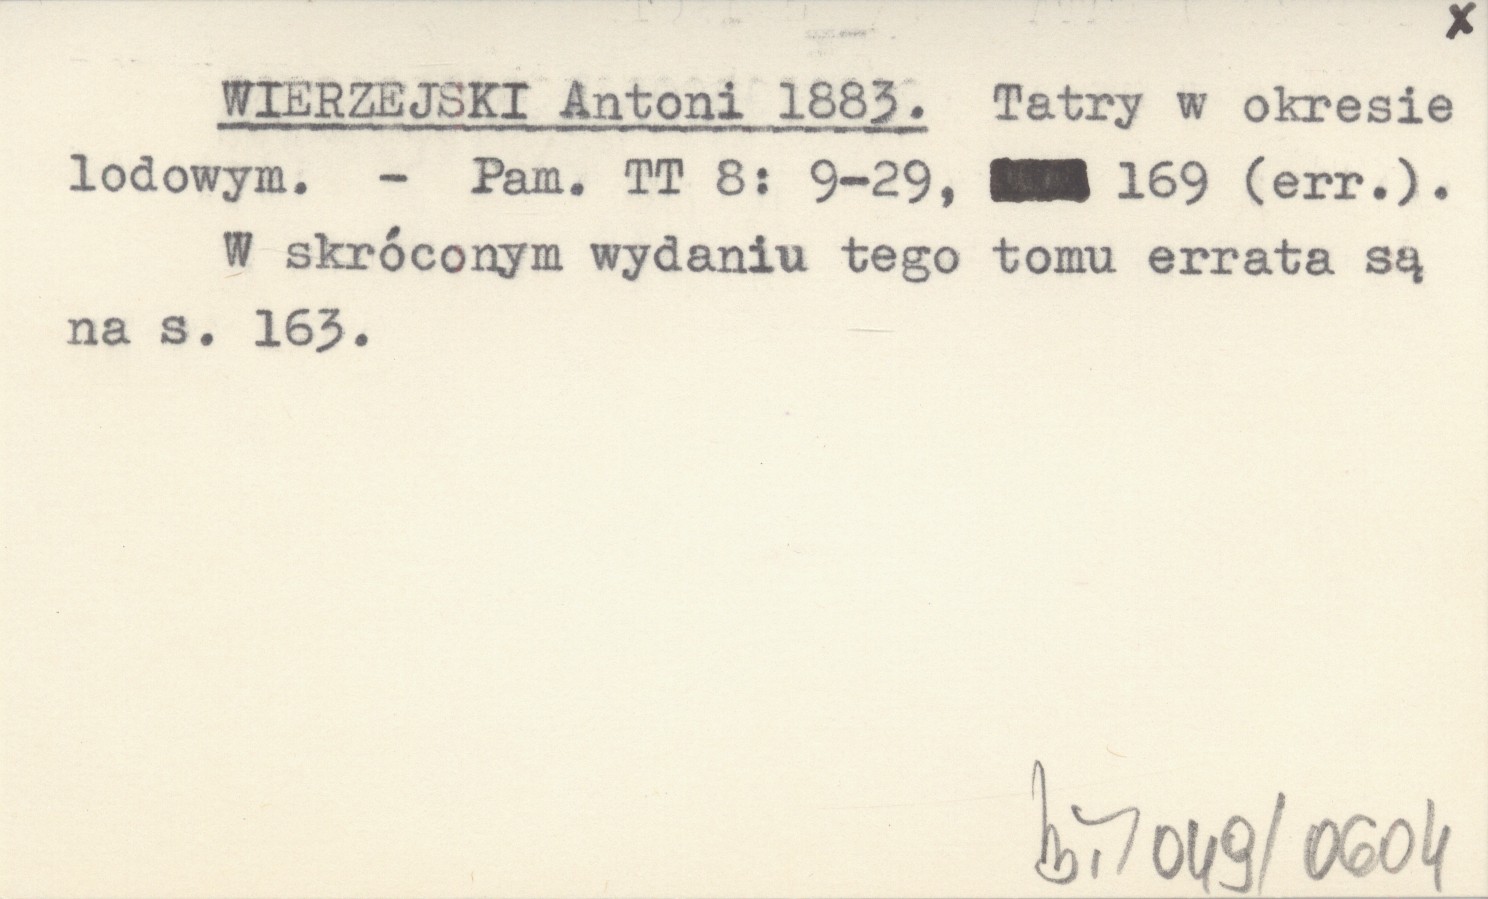 x
WIERZEJSKI Antoni 1883. Tatry w okresie
lodowym. - Pam. TT 8: 9-29, 169 (err.).
W skróconym wydaniu tego tomu errata są
na s. 163.
049/0604